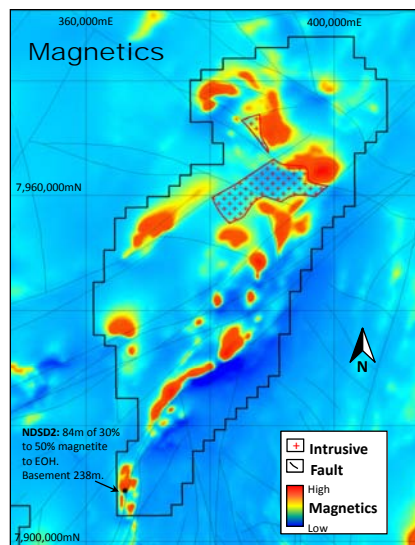 360,000mE
400,000mE
Magnetics
7,960,000mN
N
NDSD2: 84m of 30%
to 50% magnetite
to EOH.
Basement 238m.
Intrusive
Fault
High
Magnetics
Low
7,900,000mN